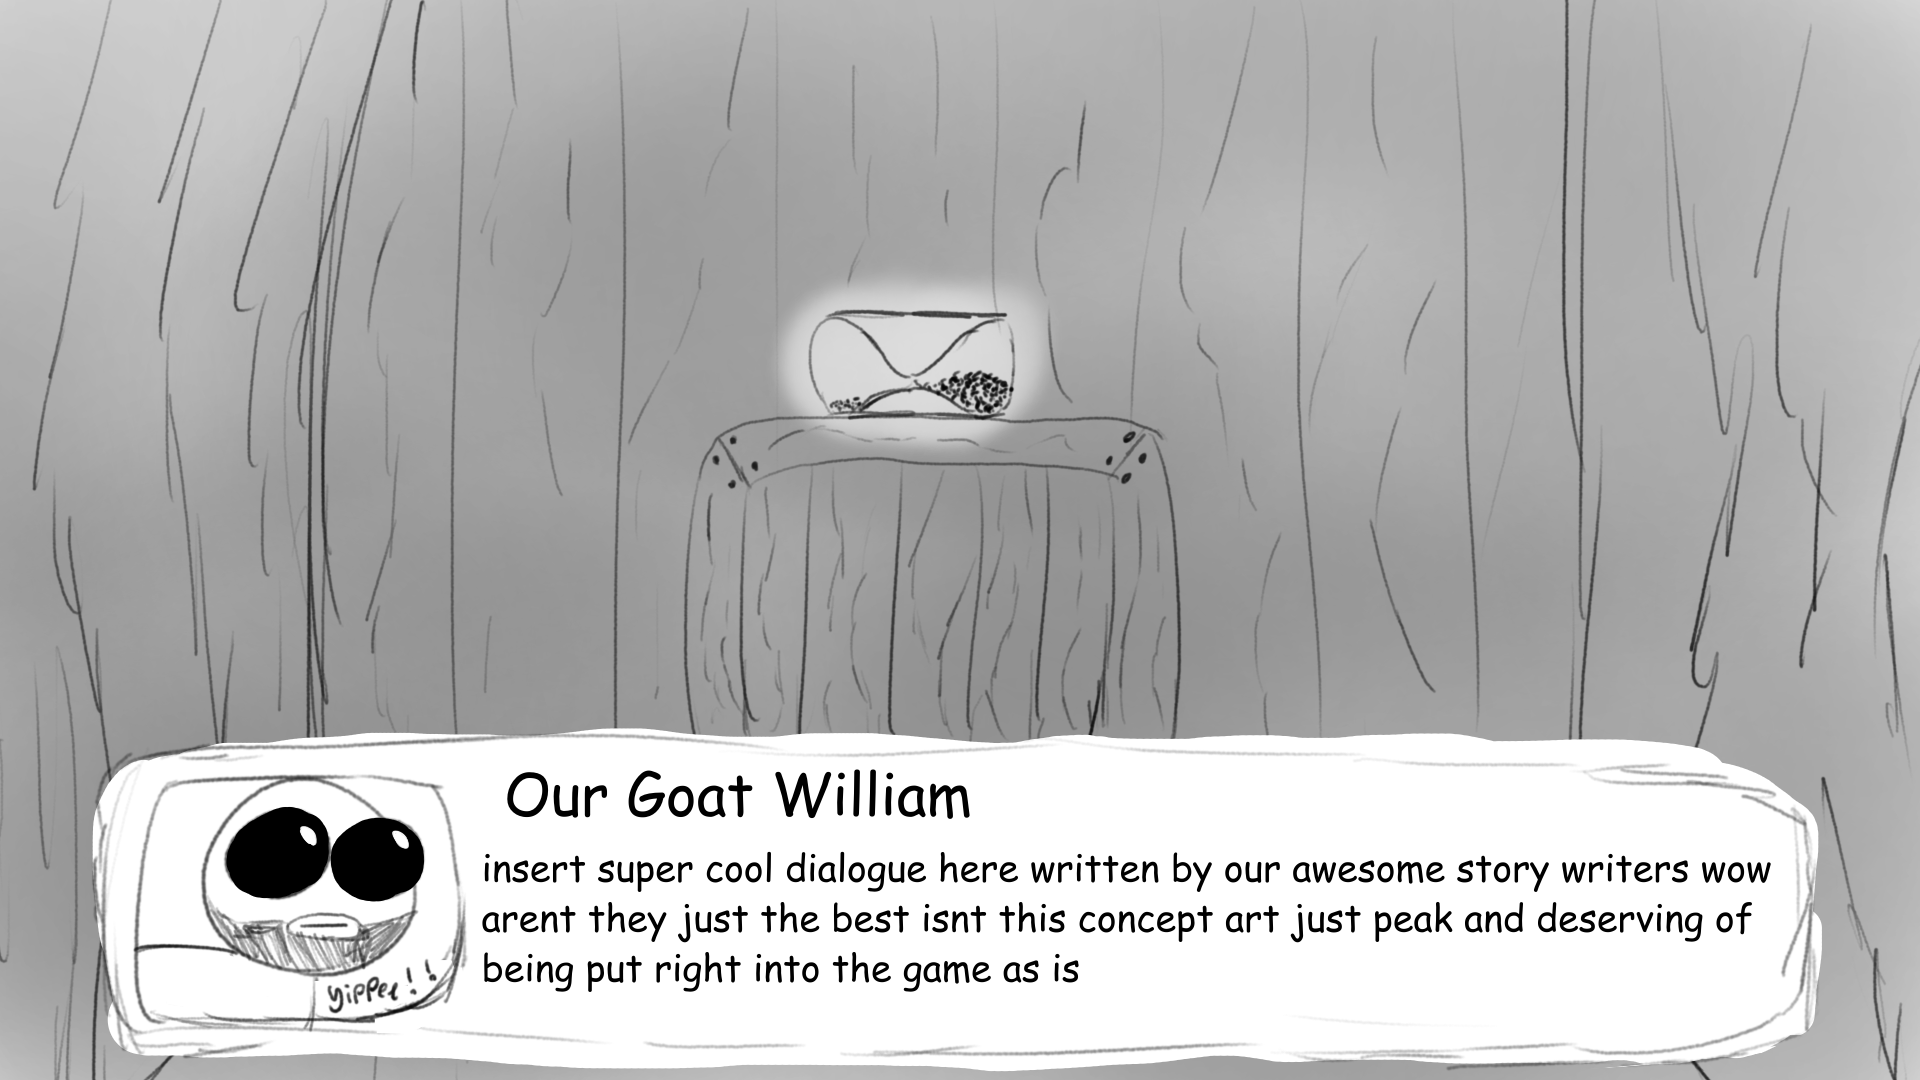 Our Goat William
insert super cool dialogue here written by our awesome story writers wow
arent they just the best isnt this concept art just peak and deserving of
being put right into the game as is
yippee!!